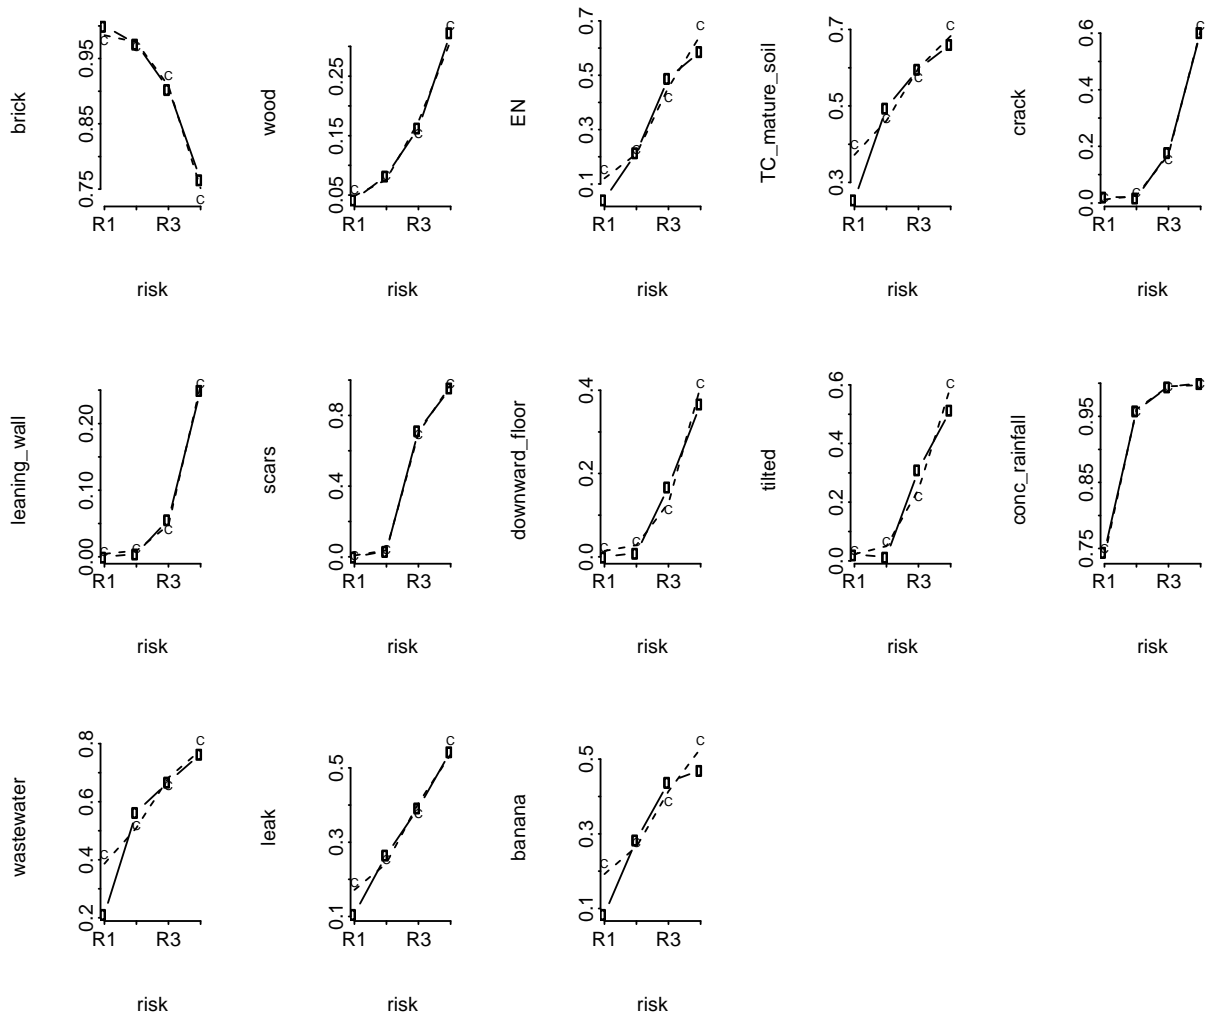 brick
0.75 0.85 0.95
R1 R3
risk
wood
0.05 0.15 0.25
R1 R3
risk
EN
0.1 0.3 0.5 0.7
R1 R3
risk
TC_mature_soil
0.3 0.5 0.7
R1 R3
risk
crack
0.0 0.2 0.4 0.6
R1 R3
risk
leaning_wall
0.00 0.10 0.20
R1 R3
risk
scars
0.0 0.4 0.8
R1 R3
risk
downward_floor
0.0 0.2 0.4
R1 R3
risk
tilted
0.0 0.2 0.4 0.6
R1 R3
risk
conc_rainfall
0.75 0.95
R1 R3
risk
wastewater
0.2 0.4 0.6 0.8
R1 R3
risk
leak
0.1 0.3 0.5
R1 R3
risk
banana
0.1 0.3 0.5
R1 R3
risk